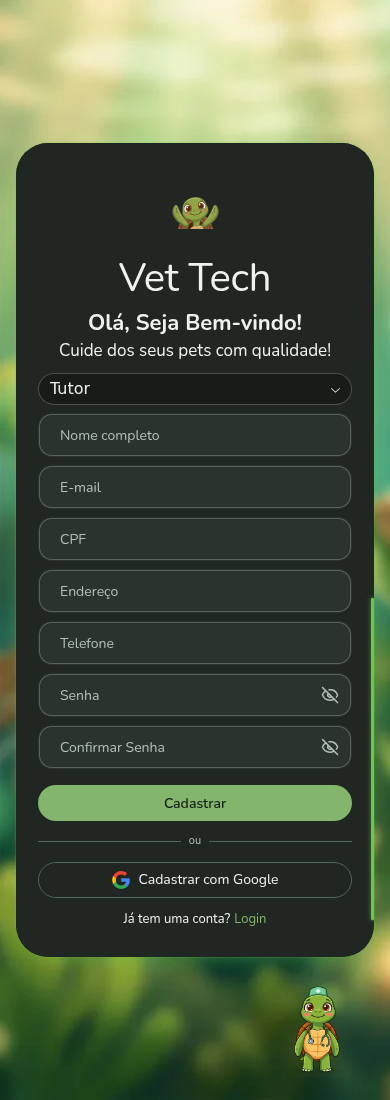 Vet Tech
Olá, Seja Bem-vindo!
Cuide dos seus pets com qualidade!
Tutor
Nome completo
E-mail
CPF
Endereço
Telefone
Senha
Confirmar Senha
Cadastrar
ou
Cadastrar com Google
Já tem uma conta? Login